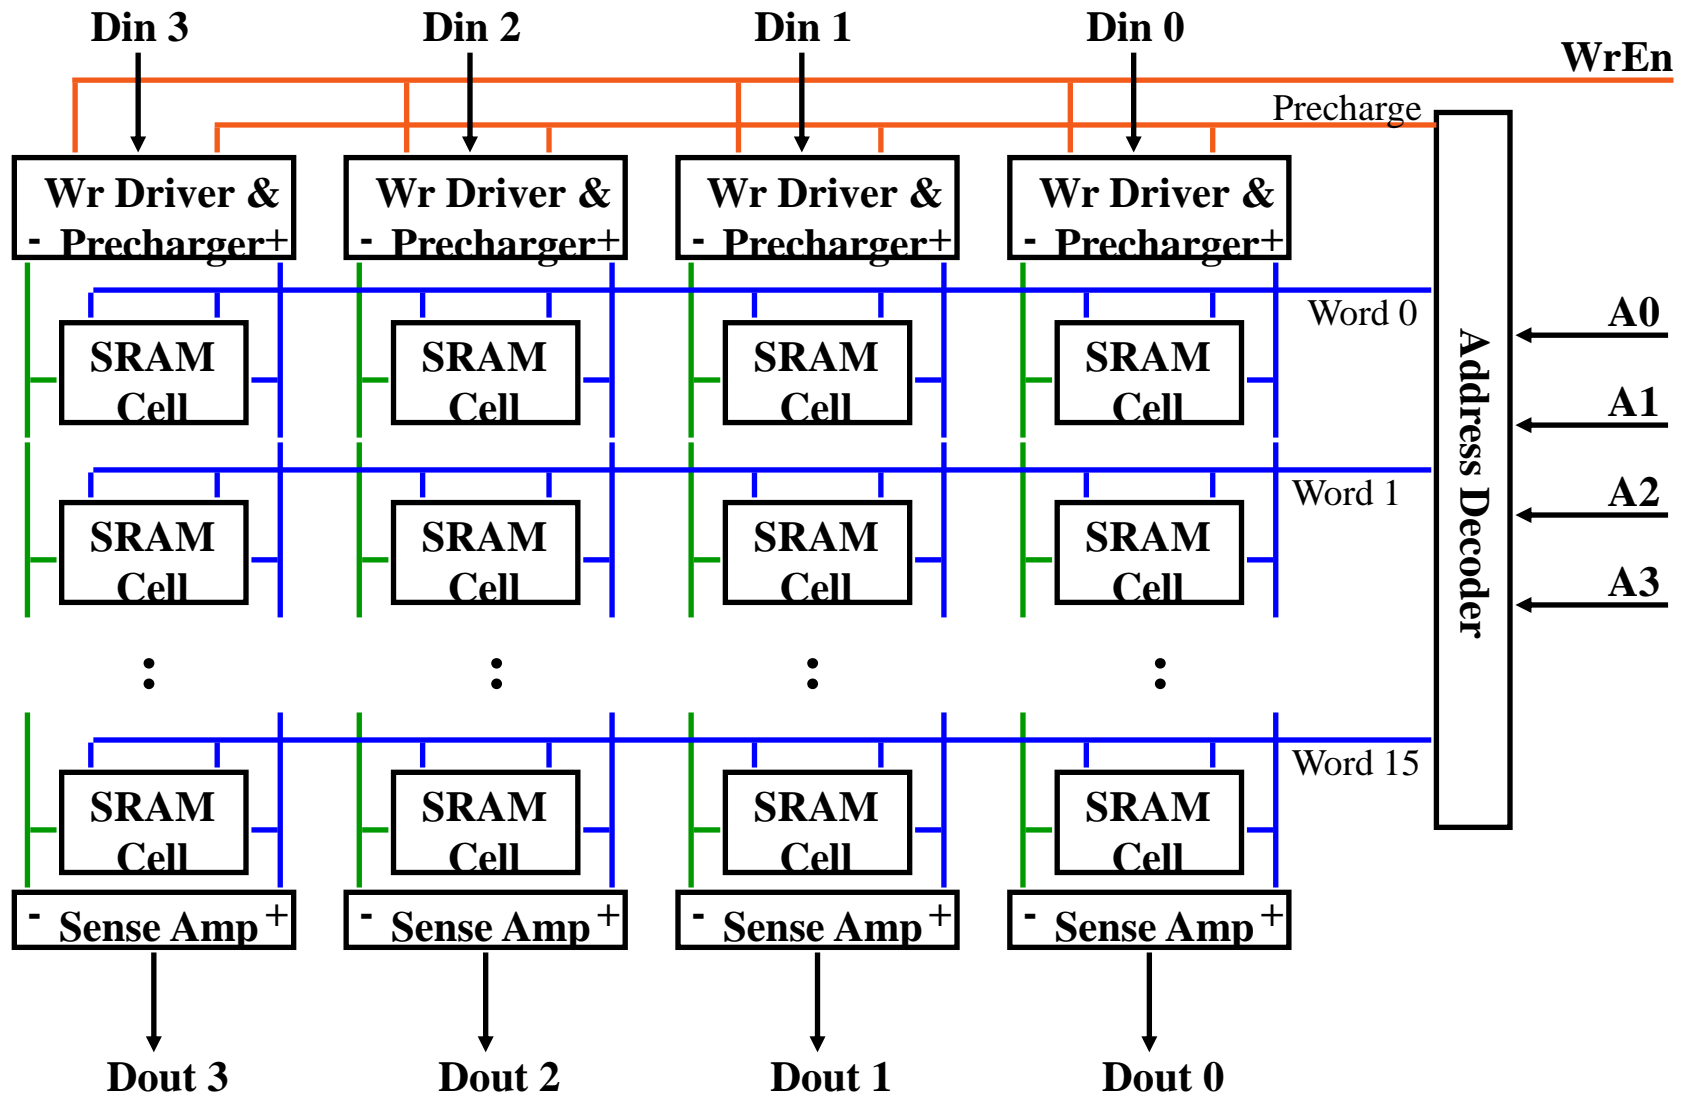 Din 3 Din 2 Din 1 Din 0
WrEn
Precharge
Wr Driver & Wr Driver & Wr Driver & Wr Driver &
- Precharger+ - Precharger+ - Precharger+ - Precharger+
Word 0
A0
SRAM SRAM SRAM SRAM
Cell Cell Cell Cell
A1
Word 1
A2
SRAM SRAM SRAM SRAM
Cell Cell Cell Cell
A3
Address Decoder
: : : :
Word 15
SRAM SRAM SRAM SRAM
Cell Cell Cell Cell
- Sense Amp + - Sense Amp + - Sense Amp + - Sense Amp +
Dout 3 Dout 2 Dout 1 Dout 0